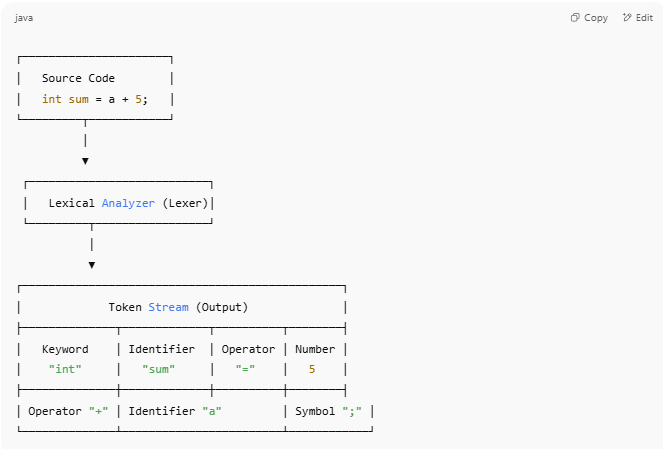 java Copy Edit
Source Code
int sum = a + 5;
Lexical Analyzer (Lexer)
Token Stream (Output)
Keyword Identifier Operator Number
"int" "sum" "=" 5
Operator "+" Identifier "a" Symbol ";"